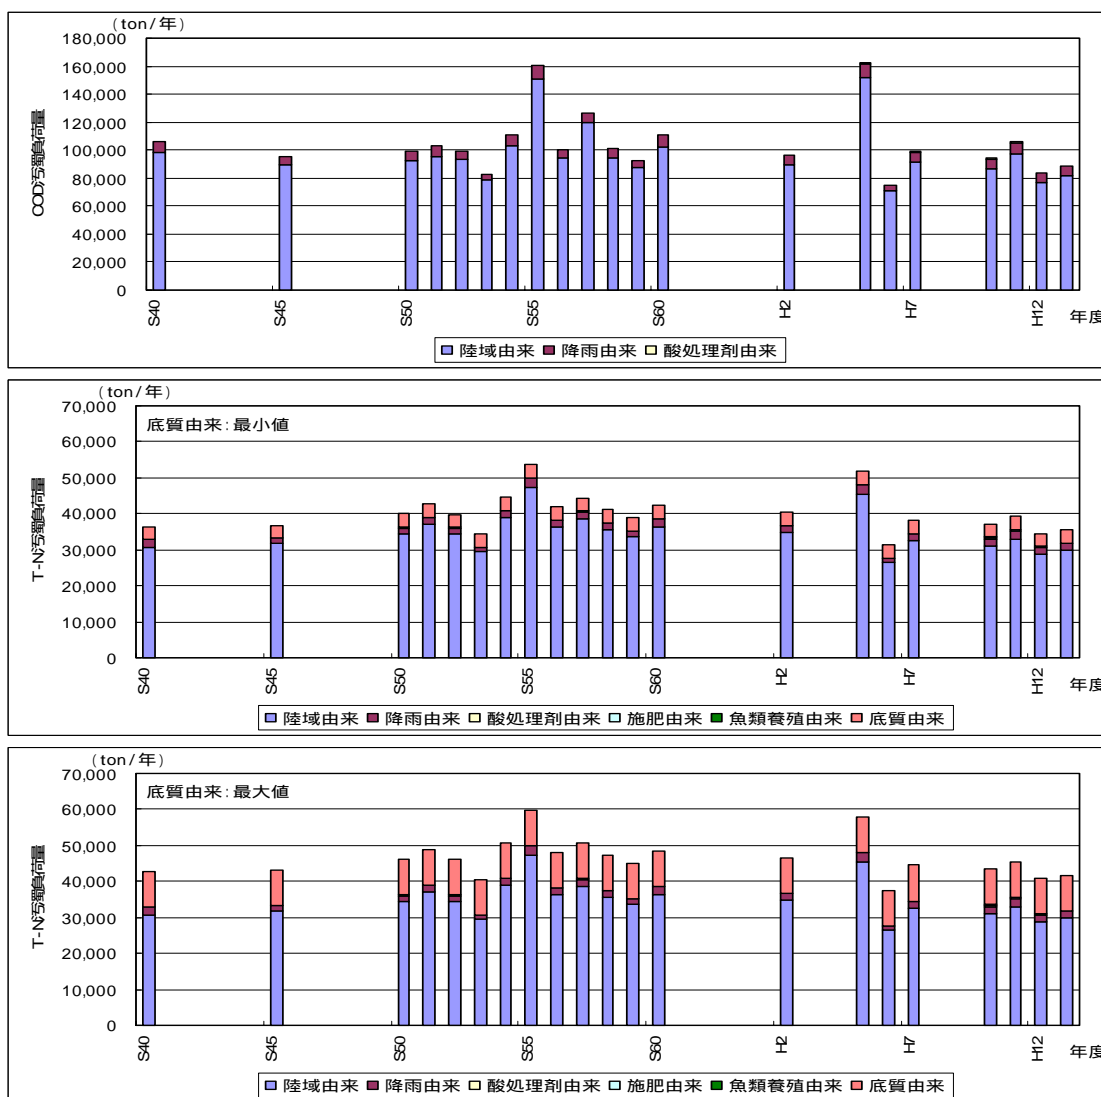 (ton/年)
180,000
160,000
140,000
120,000
100,000
80,000
60,000
40,000
20,000
0
COD汚濁負荷量
S40 S45 S50 S55 S60 H2 H7 H12 年度
陸域由来 降雨由来 酸処理剤由来
(ton/年)
70,000
60,000
50,000
40,000
30,000
20,000
10,000
0
底質由来：最小値
T-N汚濁負荷量
S40 S45 S50 S55 S60 H2 H7 H12 年度
陸域由来 降雨由来 酸処理剤由来 施肥由来 魚類養殖由来 底質由来
(ton/年)
70,000
60,000
50,000
40,000
30,000
20,000
10,000
0
底質由来：最大値
T-N汚濁負荷量
S40 S45 S50 S55 S60 H2 H7 H12 年度
陸域由来 降雨由来 酸処理剤由来 施肥由来 魚類養殖由来 底質由来